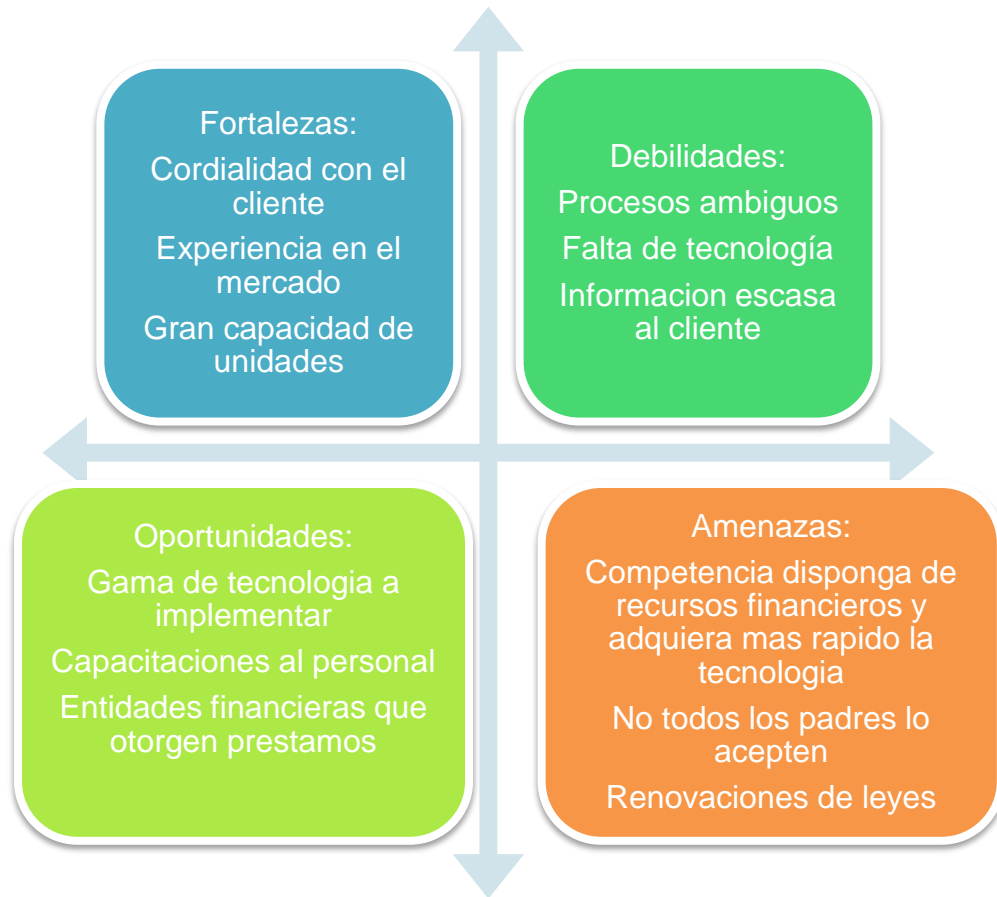 Fortalezas:
Cordialidad con el
cliente
Experiencia en el
mercado
Gran capacidad de
unidades
Debilidades:
Procesos ambiguos
Falta de tecnología
Informacion escasa
al cliente
Oportunidades:
Gama de tecnologia a
implementar
Capacitaciones al personal
Entidades financieras que
otorgen prestamos
Amenazas:
Competencia disponga de
recursos financieros y
adquiera mas rapido la
tecnologia
No todos los padres lo
acepten
Renovaciones de leyes